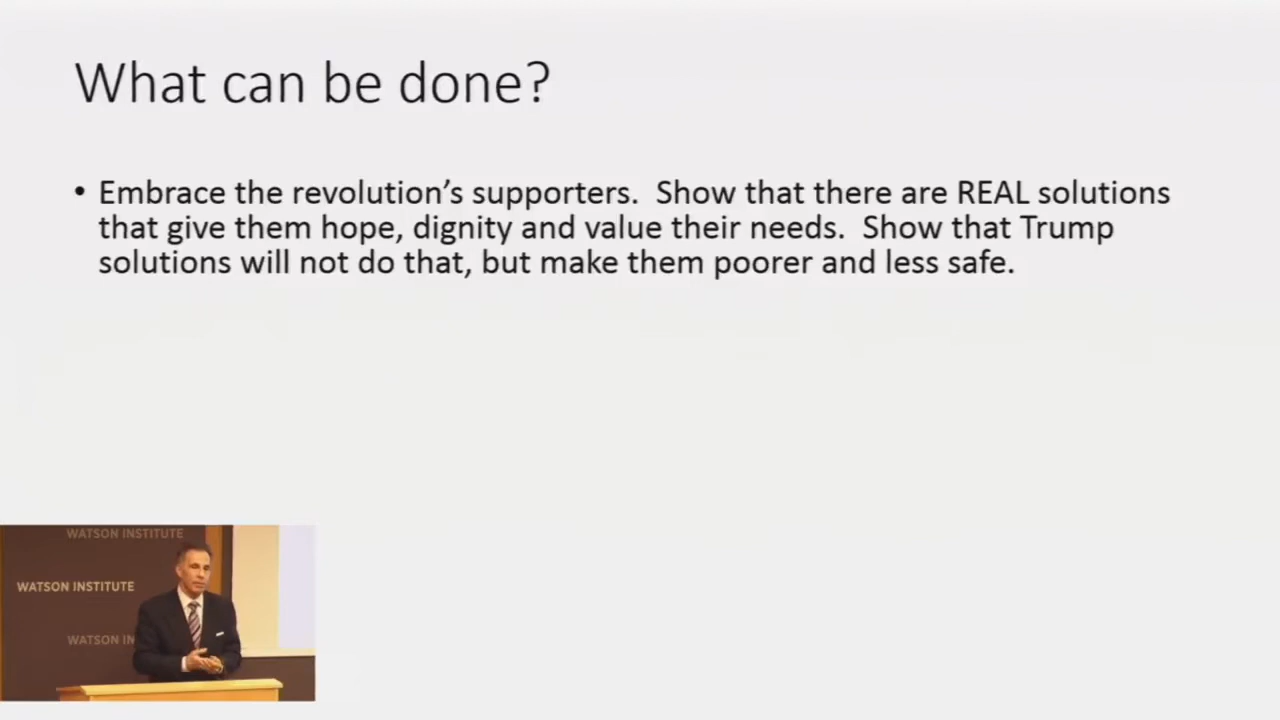 What can be done?
• Embrace the revolution’s supporters.  Show that there are REAL solutions
that give them hope, dignity and value their needs.  Show that Trump
solutions will not do that, but make them poorer and less safe.
WATSON INSTITUTE
WATSON INSTITUTE
WATSON IN